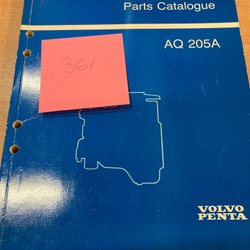 Parts Catalogue
AQ 205A
361
VOLVO
PENTA